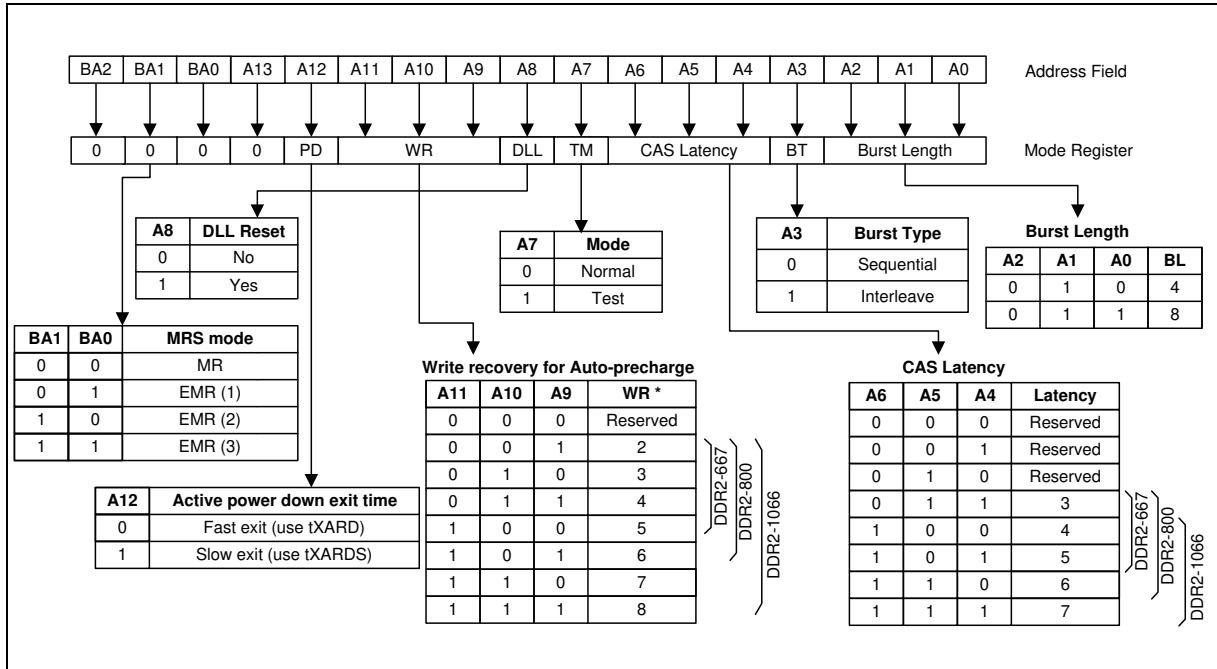 BA2 BA1 BA0 A13 A12 A11 A10 A9 A8 A7 A6 A5 A4 A3 A2 A1 A0 Address Field
0 0 0 0 PD WR DLL TM CAS Latency BT Burst Length Mode Register
A8 DLL Reset
0 No
1 Yes
A7 Mode
0 Normal
1 Test
A3 Burst Type
0 Sequential
1 Interleave
Burst Length
A2 A1 A0 BL
0 1 0 4
0 1 1 8
BA1 BA0 MRS mode
0 0 MR
0 1 EMR (1)
1 0 EMR (2)
1 1 EMR (3)
A12 Active power down exit time
0 Fast exit (use tXARD)
1 Slow exit (use tXARDS)
Write recovery for Auto-precharge
A11 A10 A9 WR *
0 0 0 Reserved
0 0 1 2
0 1 0 3
0 1 1 4
1 0 0 5
1 0 1 6
1 1 0 7
1 1 1 8
DDR2-667
DDR2-800
DDR2-1066
CAS Latency
A6 A5 A4 Latency
0 0 0 Reserved
0 0 1 Reserved
0 1 0 Reserved
0 1 1 3
1 0 0 4
1 0 1 5
1 1 0 6
1 1 1 7
DDR2-667
DDR2-800
DDR2-1066